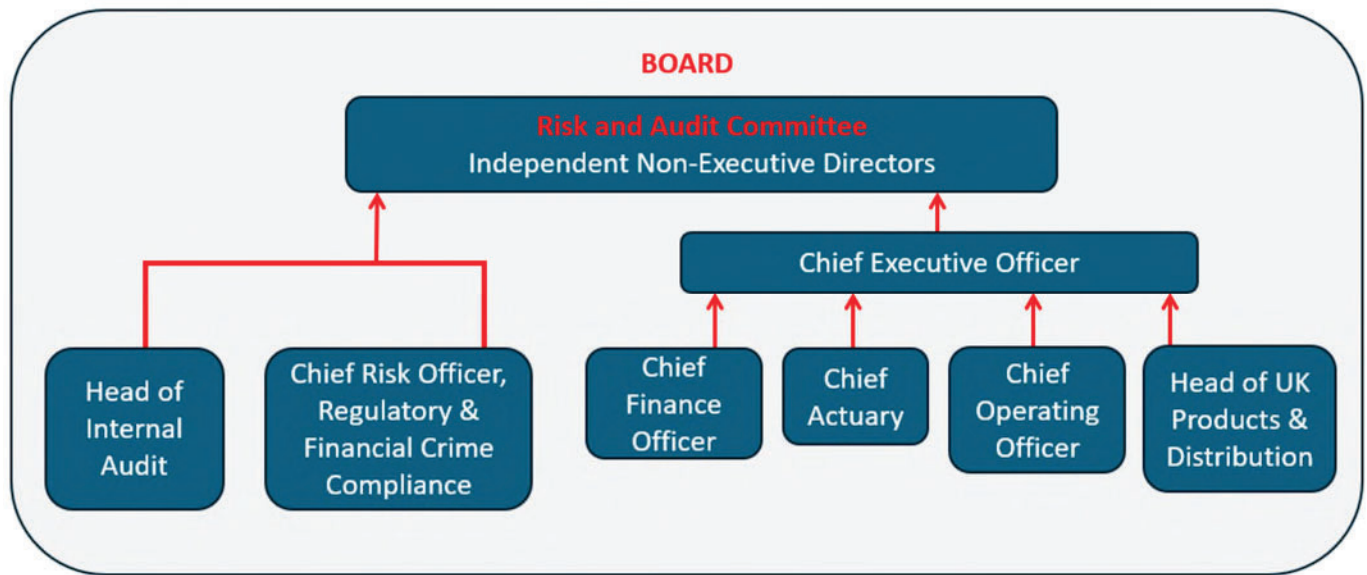 BOARD
Risk and Audit Committee
Independent Non-Executive Directors
Chief Executive Officer
Head of
Internal
Audit
Chief Risk Officer,
Regulatory &
Financial Crime
Compliance
Chief
Finance
Officer
Chief
Actuary
Chief
Operating
Officer
Head of UK
Products &
Distribution